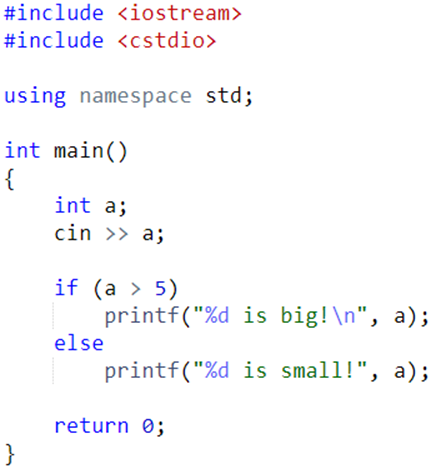 #include <iostream>
#include <cstdio>

using namespace std;

int main()
{
    int a;
    cin >> a;

    if (a > 5)
        printf("%d is big!\n", a);
    else
        printf("%d is small!", a);

    return 0;
}